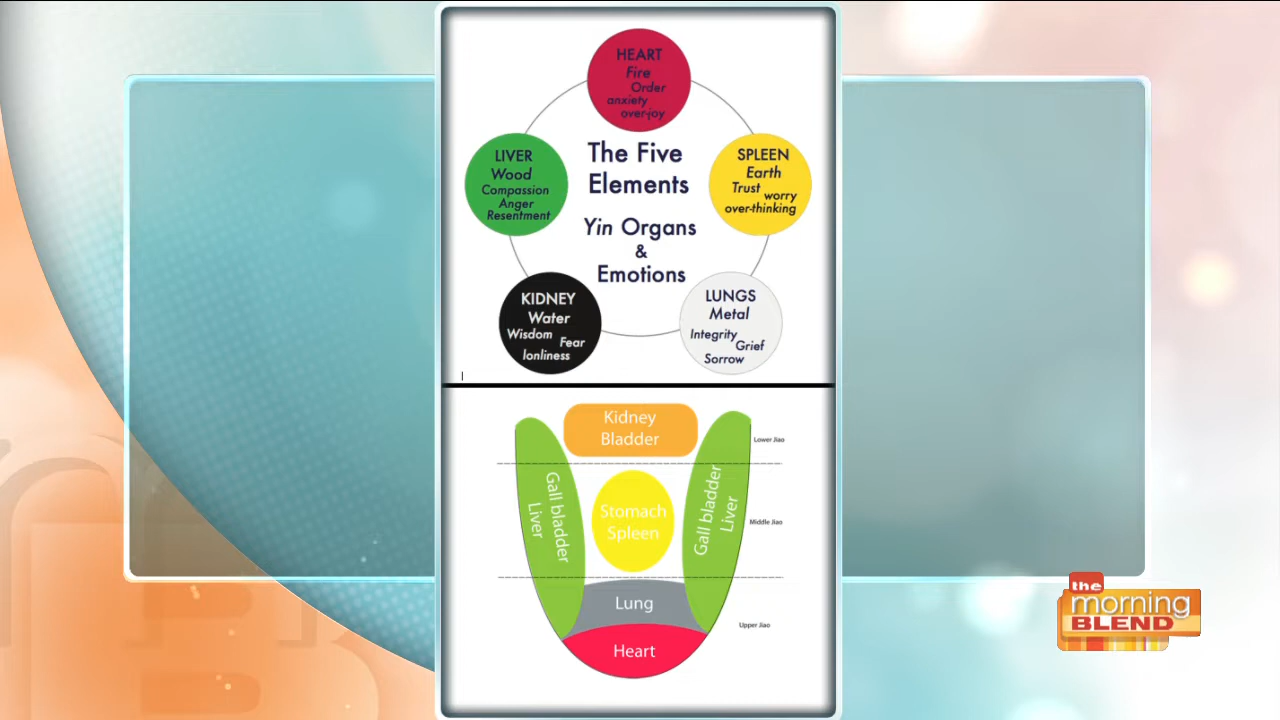 HEART
Fire
Order
anxiety
over-joy
LIVER
Wood
Compassion
Anger
Resentment
The Five
Elements
Yin Organs
&
Emotions
SPLEEN
Earth
Trust worry
over-thinking
KIDNEY
Water
Wisdom Fear
lonliness
LUNGS
Metal
Integrity
Grief
Sorrow
Kidney
Bladder
Lower Jiao
Gall bladder
Liver
Stomach
Spleen
Gall bladder
Liver
Middle Jiao
Lung
Upper Jiao
Heart
the
morning
BLEND